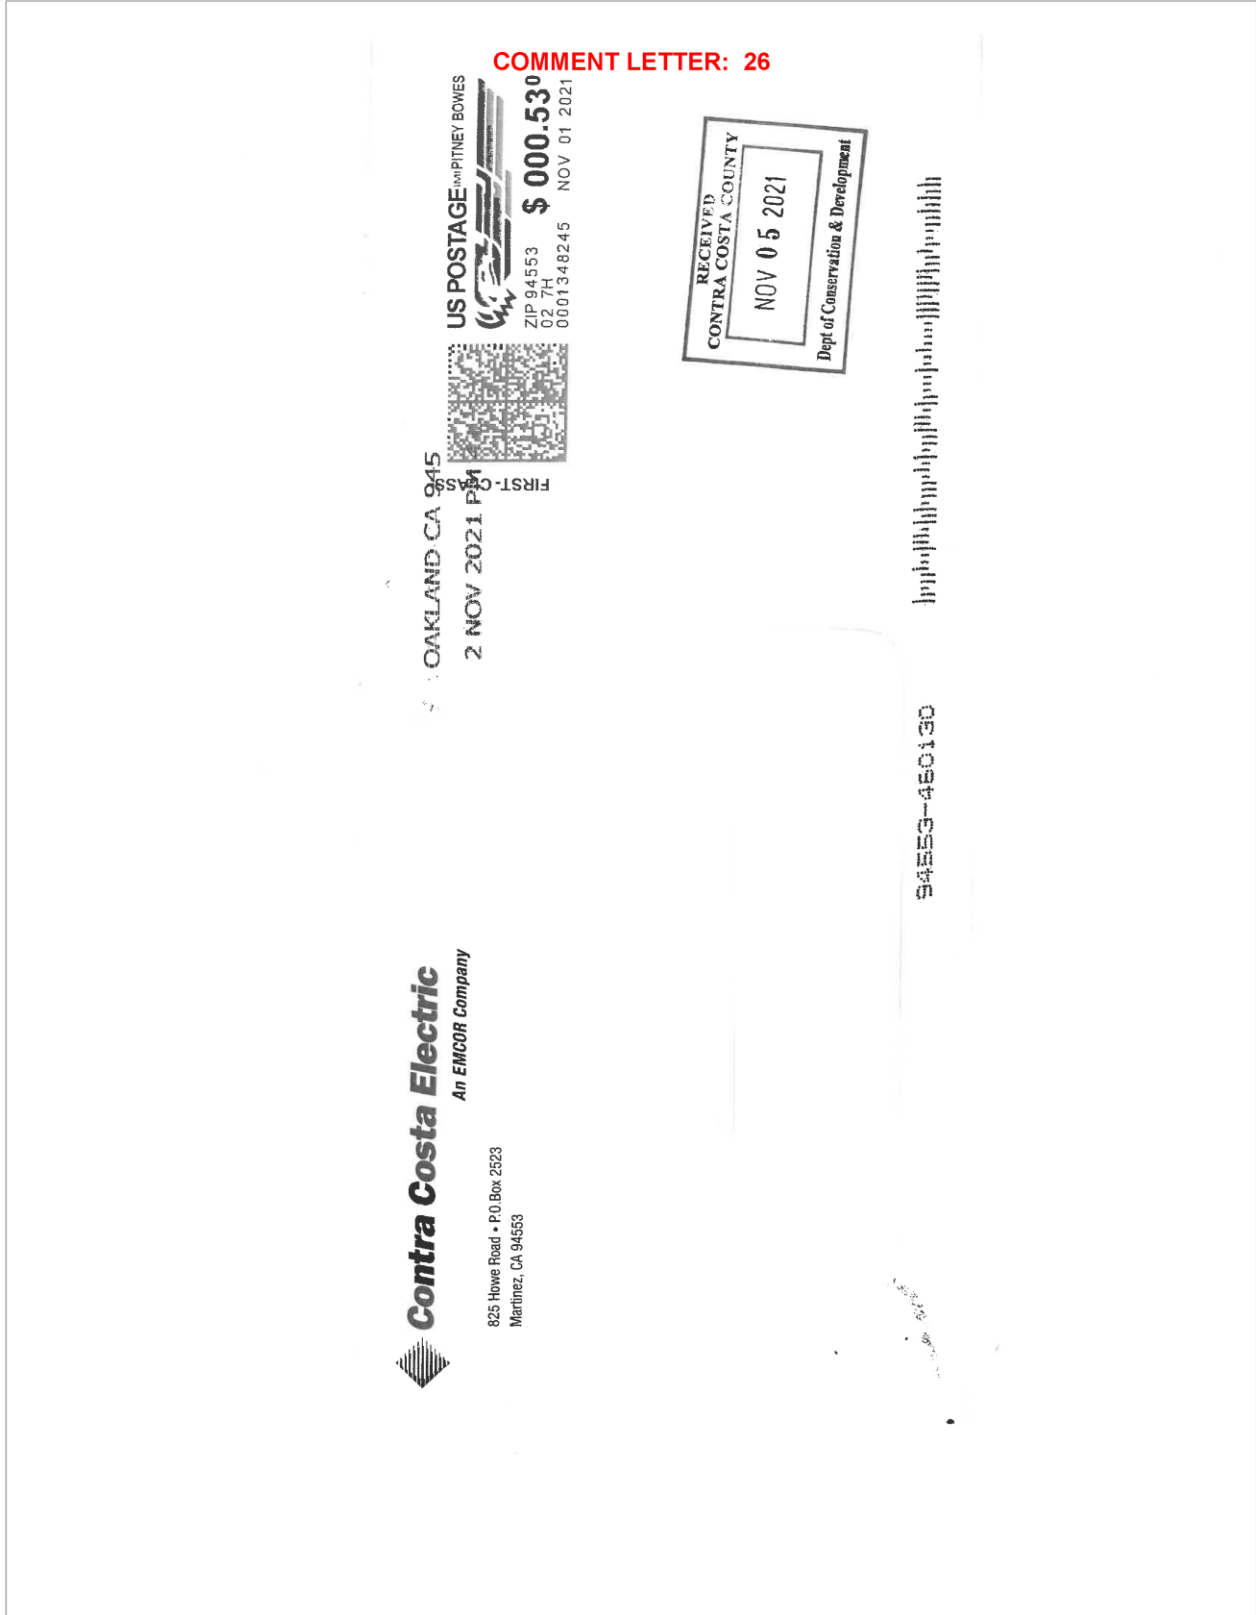 COMMENT LETTER: 26
Contra Costa Electric
An EMCOR Company
825 Howe Road • P.O.Box 2523
Martinez, CA 94553
OAKLAND CA 945
2 NOV 2021 PM
FIRST-CLASS
US POSTAGE IMI PITNEY BOWES
ZIP 94553
02 7H
0001348245
$ 000.53⁰
NOV 01 2021
RECEIVED
CONTRA COSTA COUNTY
NOV 05 2021
Dept of Conservation & Development
94553-460130